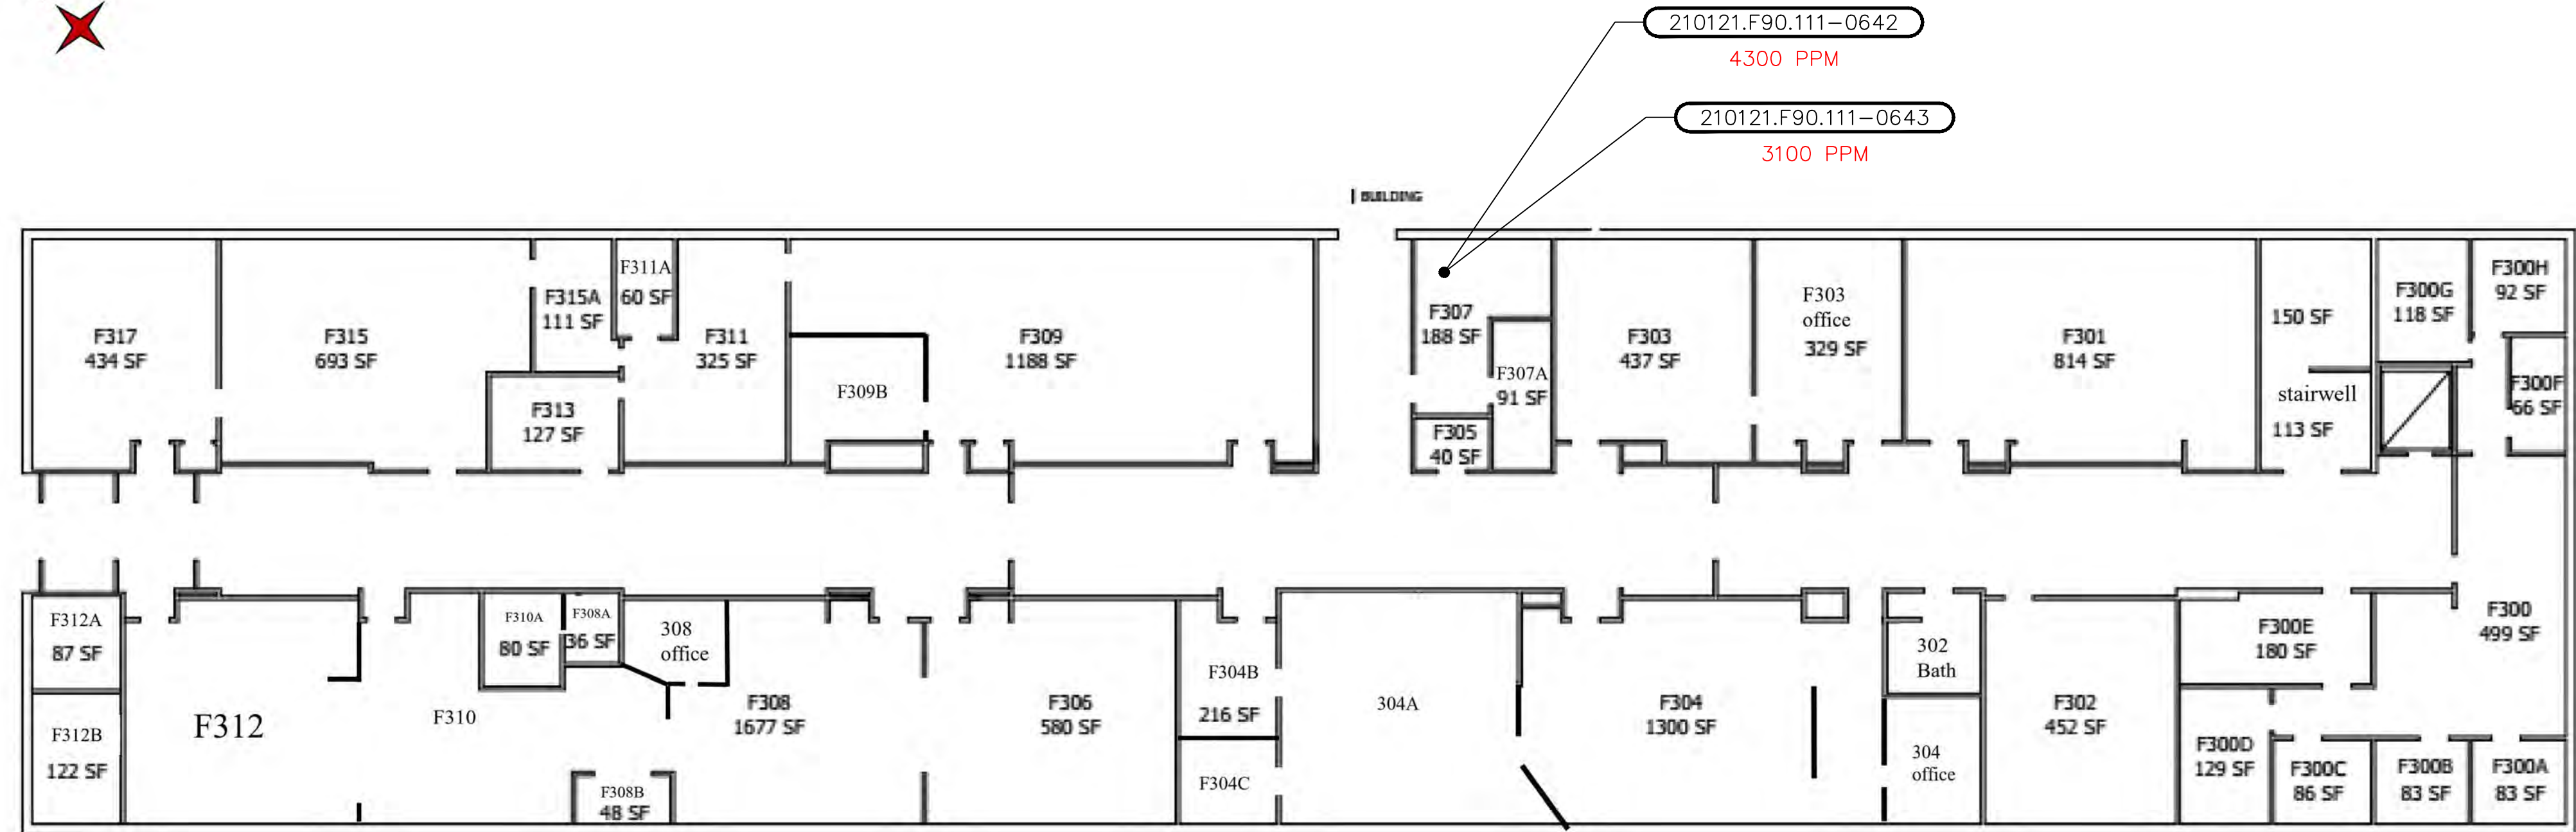 210121.F90.111-0642
4300 PPM
210121.F90.111-0643
3100 PPM
BUILDING
F317
434 SF
F315
693 SF
F315A
111 SF
F311A
60 SF
F311
325 SF
F313
127 SF
F309B
F309
1188 SF
F307
188 SF
F307A
91 SF
F305
40 SF
F303
437 SF
F303
office
329 SF
F301
814 SF
150 SF
stairwell
113 SF
F300G
118 SF
F300H
92 SF
F300F
66 SF
F312A
87 SF
F312B
122 SF
F312
F310
F310A
80 SF
F308A
36 SF
308
office
F308
1677 SF
F308B
48 SF
F306
580 SF
F304B
216 SF
F304C
304A
F304
1300 SF
302
Bath
304
office
F302
452 SF
F300E
180 SF
F300
499 SF
F300D
129 SF
F300C
86 SF
F300B
83 SF
F300A
83 SF